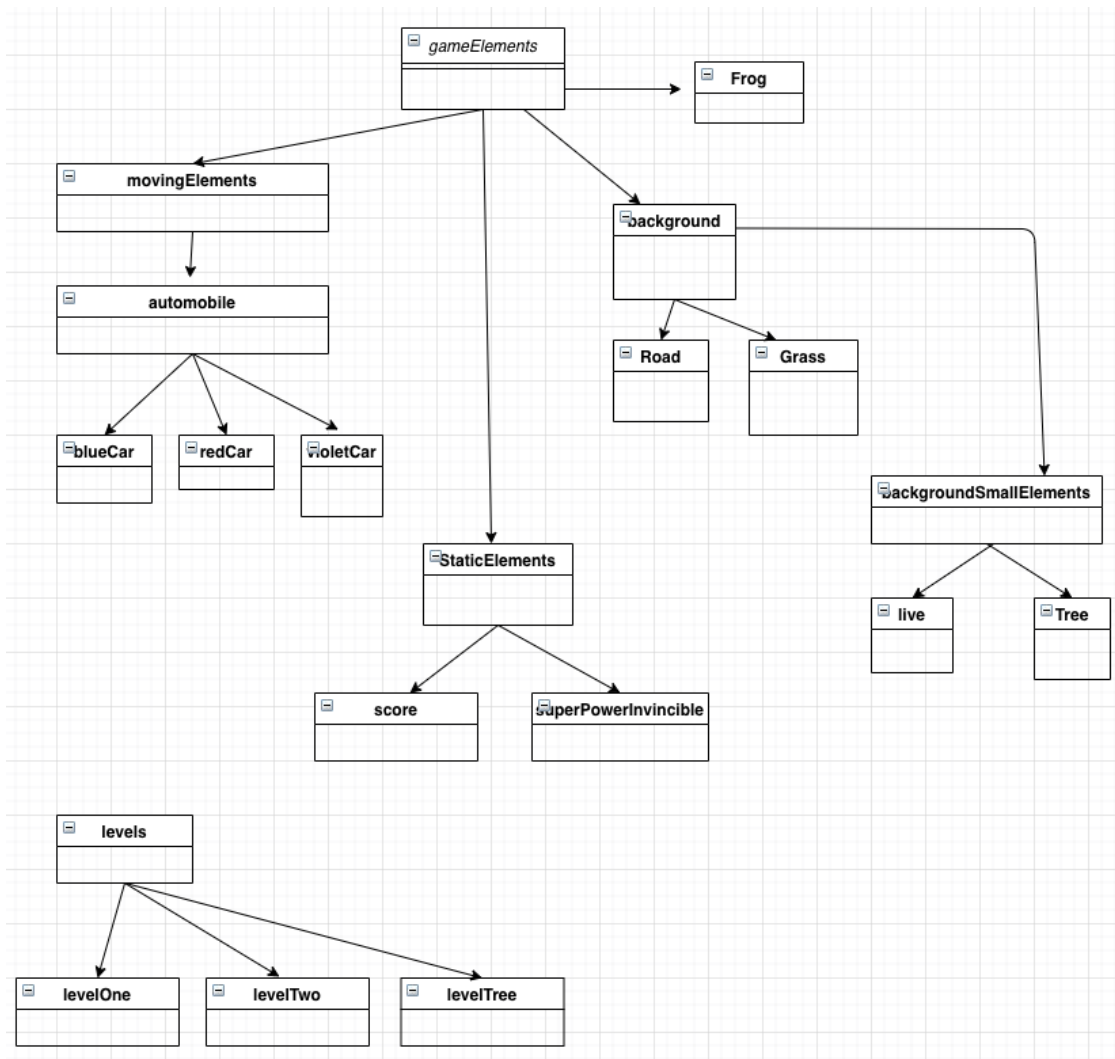 gameElements
Frog
movingElements
background
automobile
Road
Grass
blueCar
redCar
violetCar
backgroundSmallElements
StaticElements
live
Tree
score
superPowerInvincible
levels
levelOne
levelTwo
levelTree